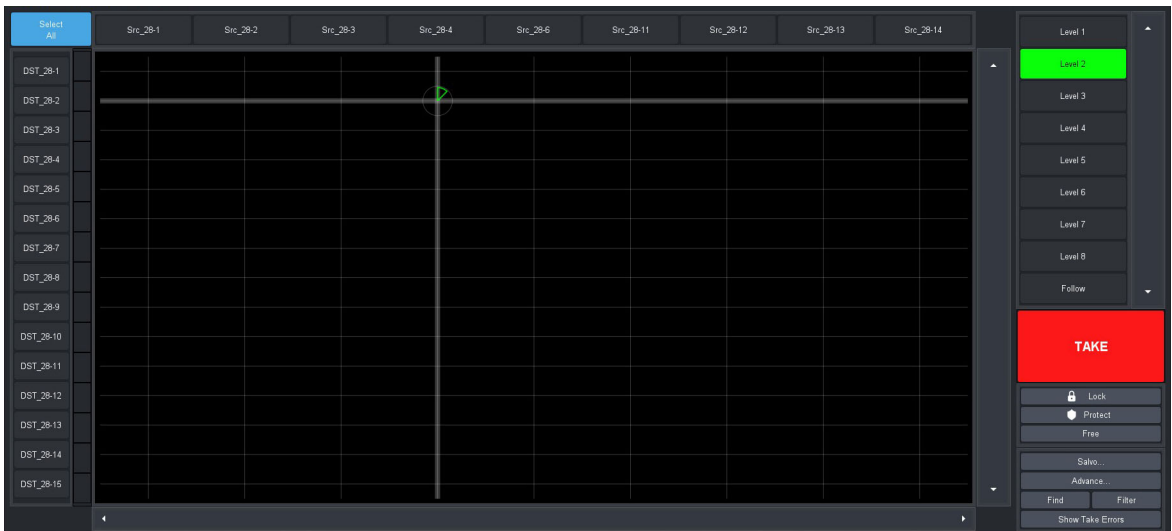 Select
All
Src_28-1
Src_28-2
Src_28-3
Src_28-4
Src_28-6
Src_28-11
Src_28-12
Src_28-13
Src_28-14
DST_28-1
DST_28-2
DST_28-3
DST_28-4
DST_28-5
DST_28-6
DST_28-7
DST_28-8
DST_28-9
DST_28-10
DST_28-11
DST_28-12
DST_28-13
DST_28-14
DST_28-15
Level 1
Level 2
Level 3
Level 4
Level 5
Level 6
Level 7
Level 8
Follow
TAKE
Lock
Protect
Free
Salvo...
Advance...
Find
Filter
Show Take Errors